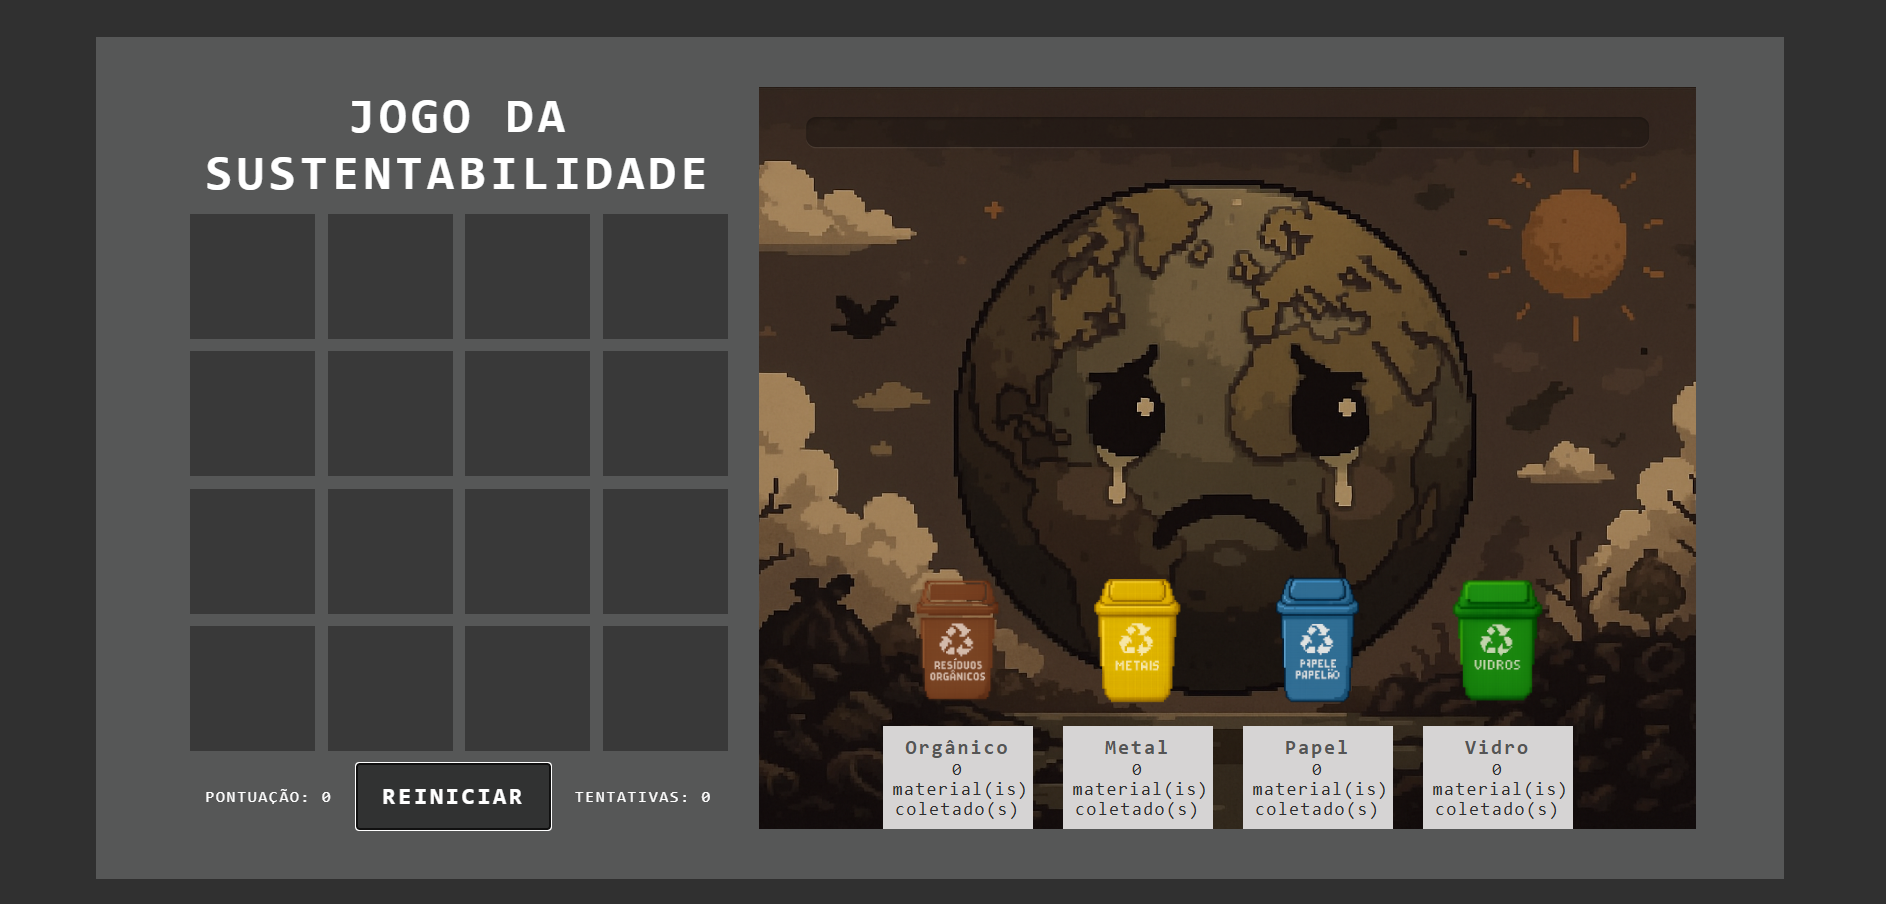 JOGO DA
SUSTENTABILIDADE
PONTUAÇÃO: 0
REINICIAR
TENTATIVAS: 0
RESÍDUOS
ORGÂNICOS
METAIS
PAPEL E
PAPELÃO
VIDROS
Orgânico
0
material(is)
coletado(s)
Metal
0
material(is)
coletado(s)
Papel
0
material(is)
coletado(s)
Vidro
0
material(is)
coletado(s)